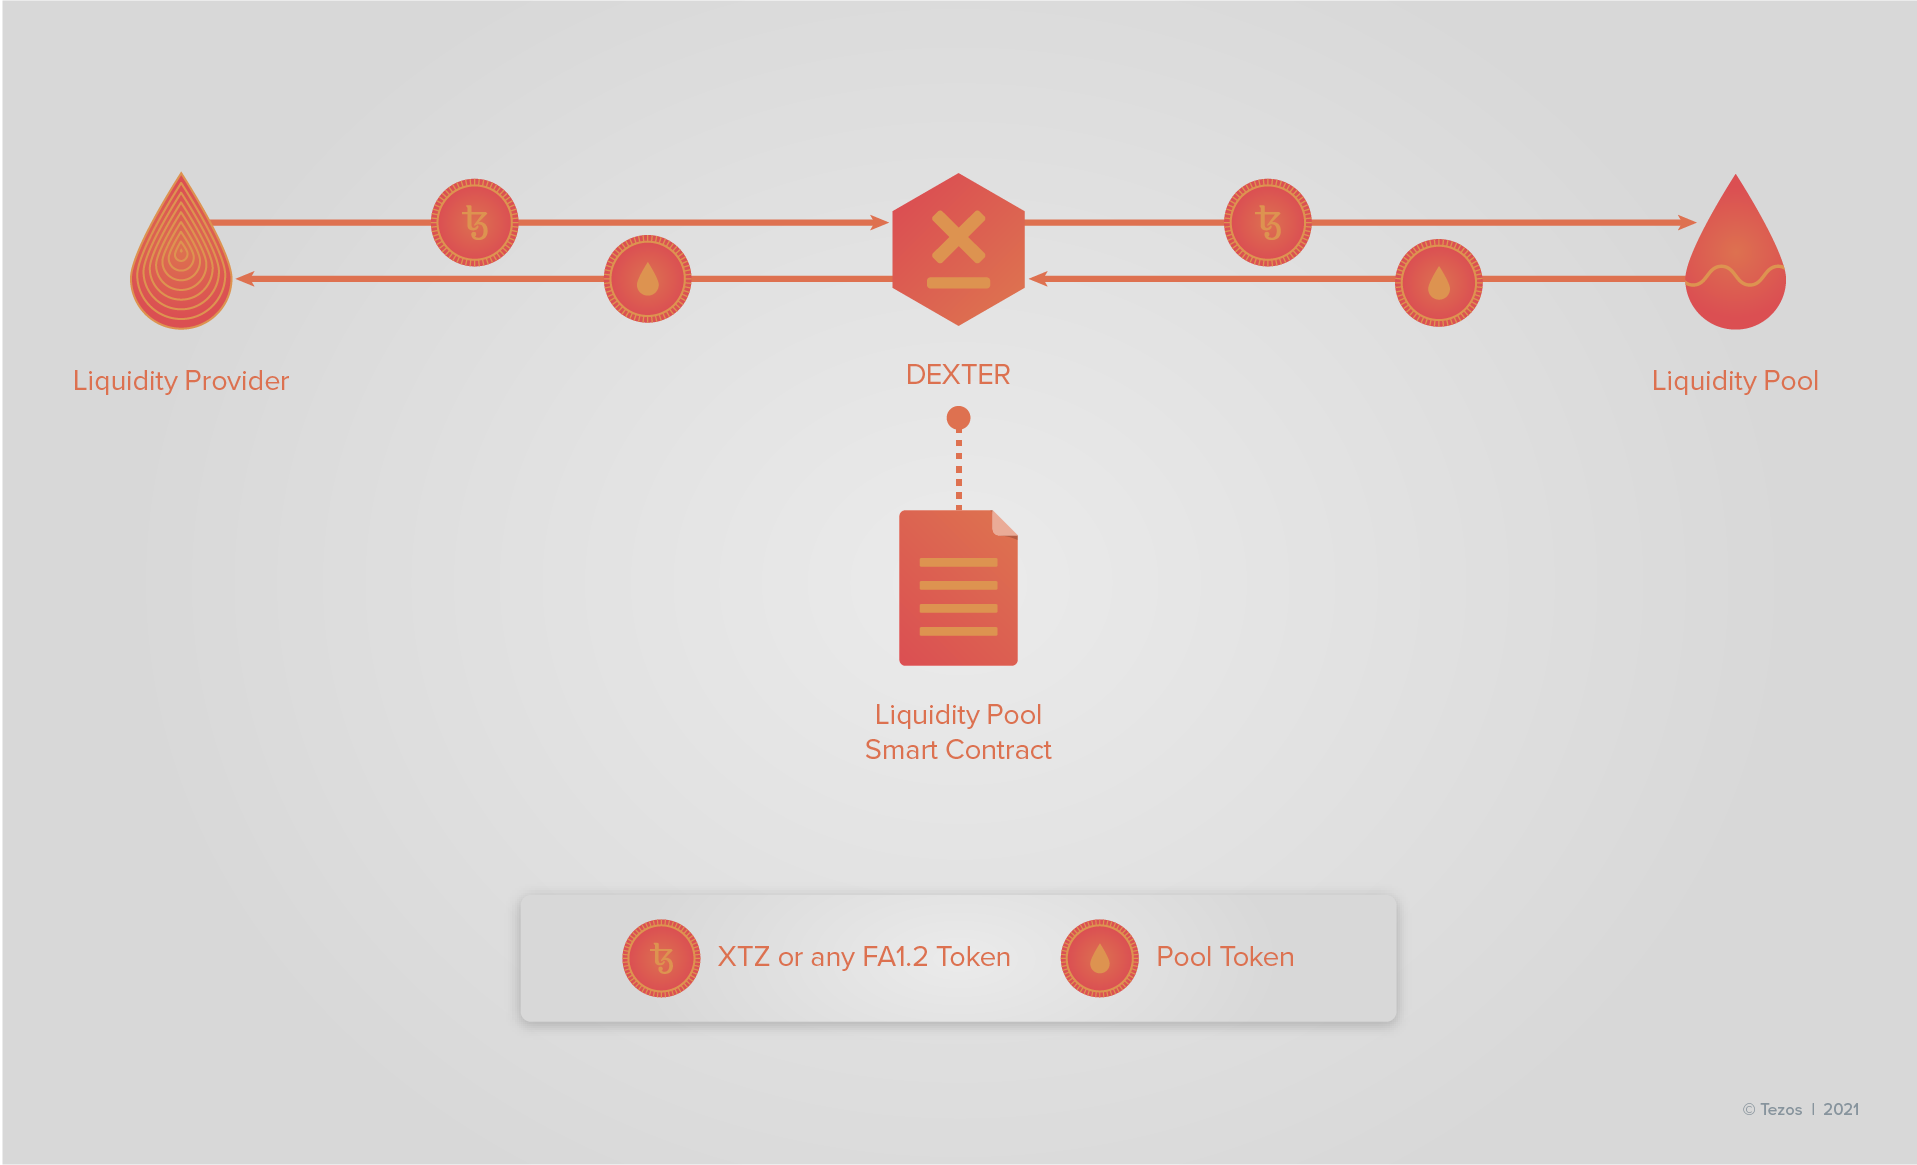 Liquidity Provider
DEXTER
Liquidity Pool
Liquidity Pool
Smart Contract
XTZ or any FA1.2 Token
Pool Token
© Tezos | 2021